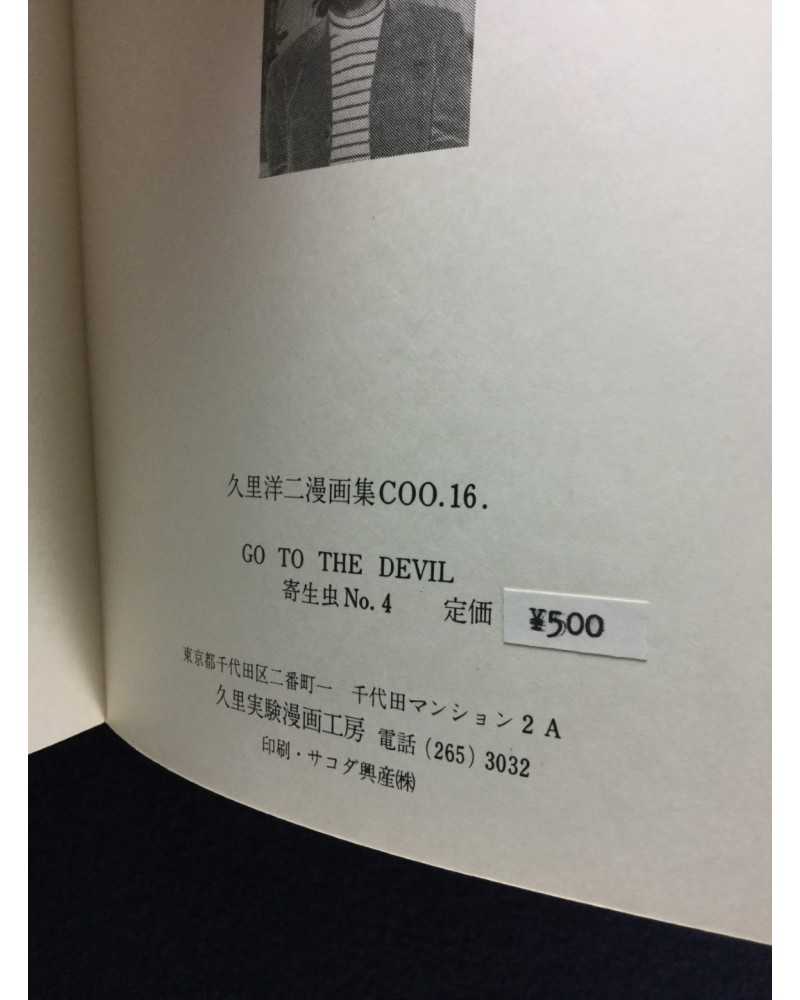 久里洋二漫画集COO.16.
GO TO THE DEVIL
寄生虫No.4 定価 ¥500
東京都千代田区二番町一 千代田マンション2A
久里実験漫画工房 電話(265)3032
印刷・サコダ興産㈱